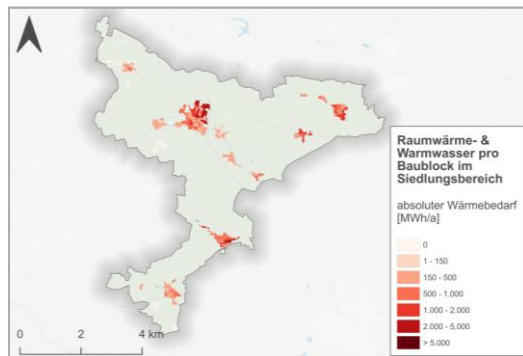 Raumwärme- &
Warmwasser pro
Baublock im
Siedlungsbereich
absoluter Wärmebedarf
[MWh/a]
0
1 - 150
150 - 500
500 - 1.000
1.000 - 2.000
2.000 - 5.000
> 5.000
0 2 4 km